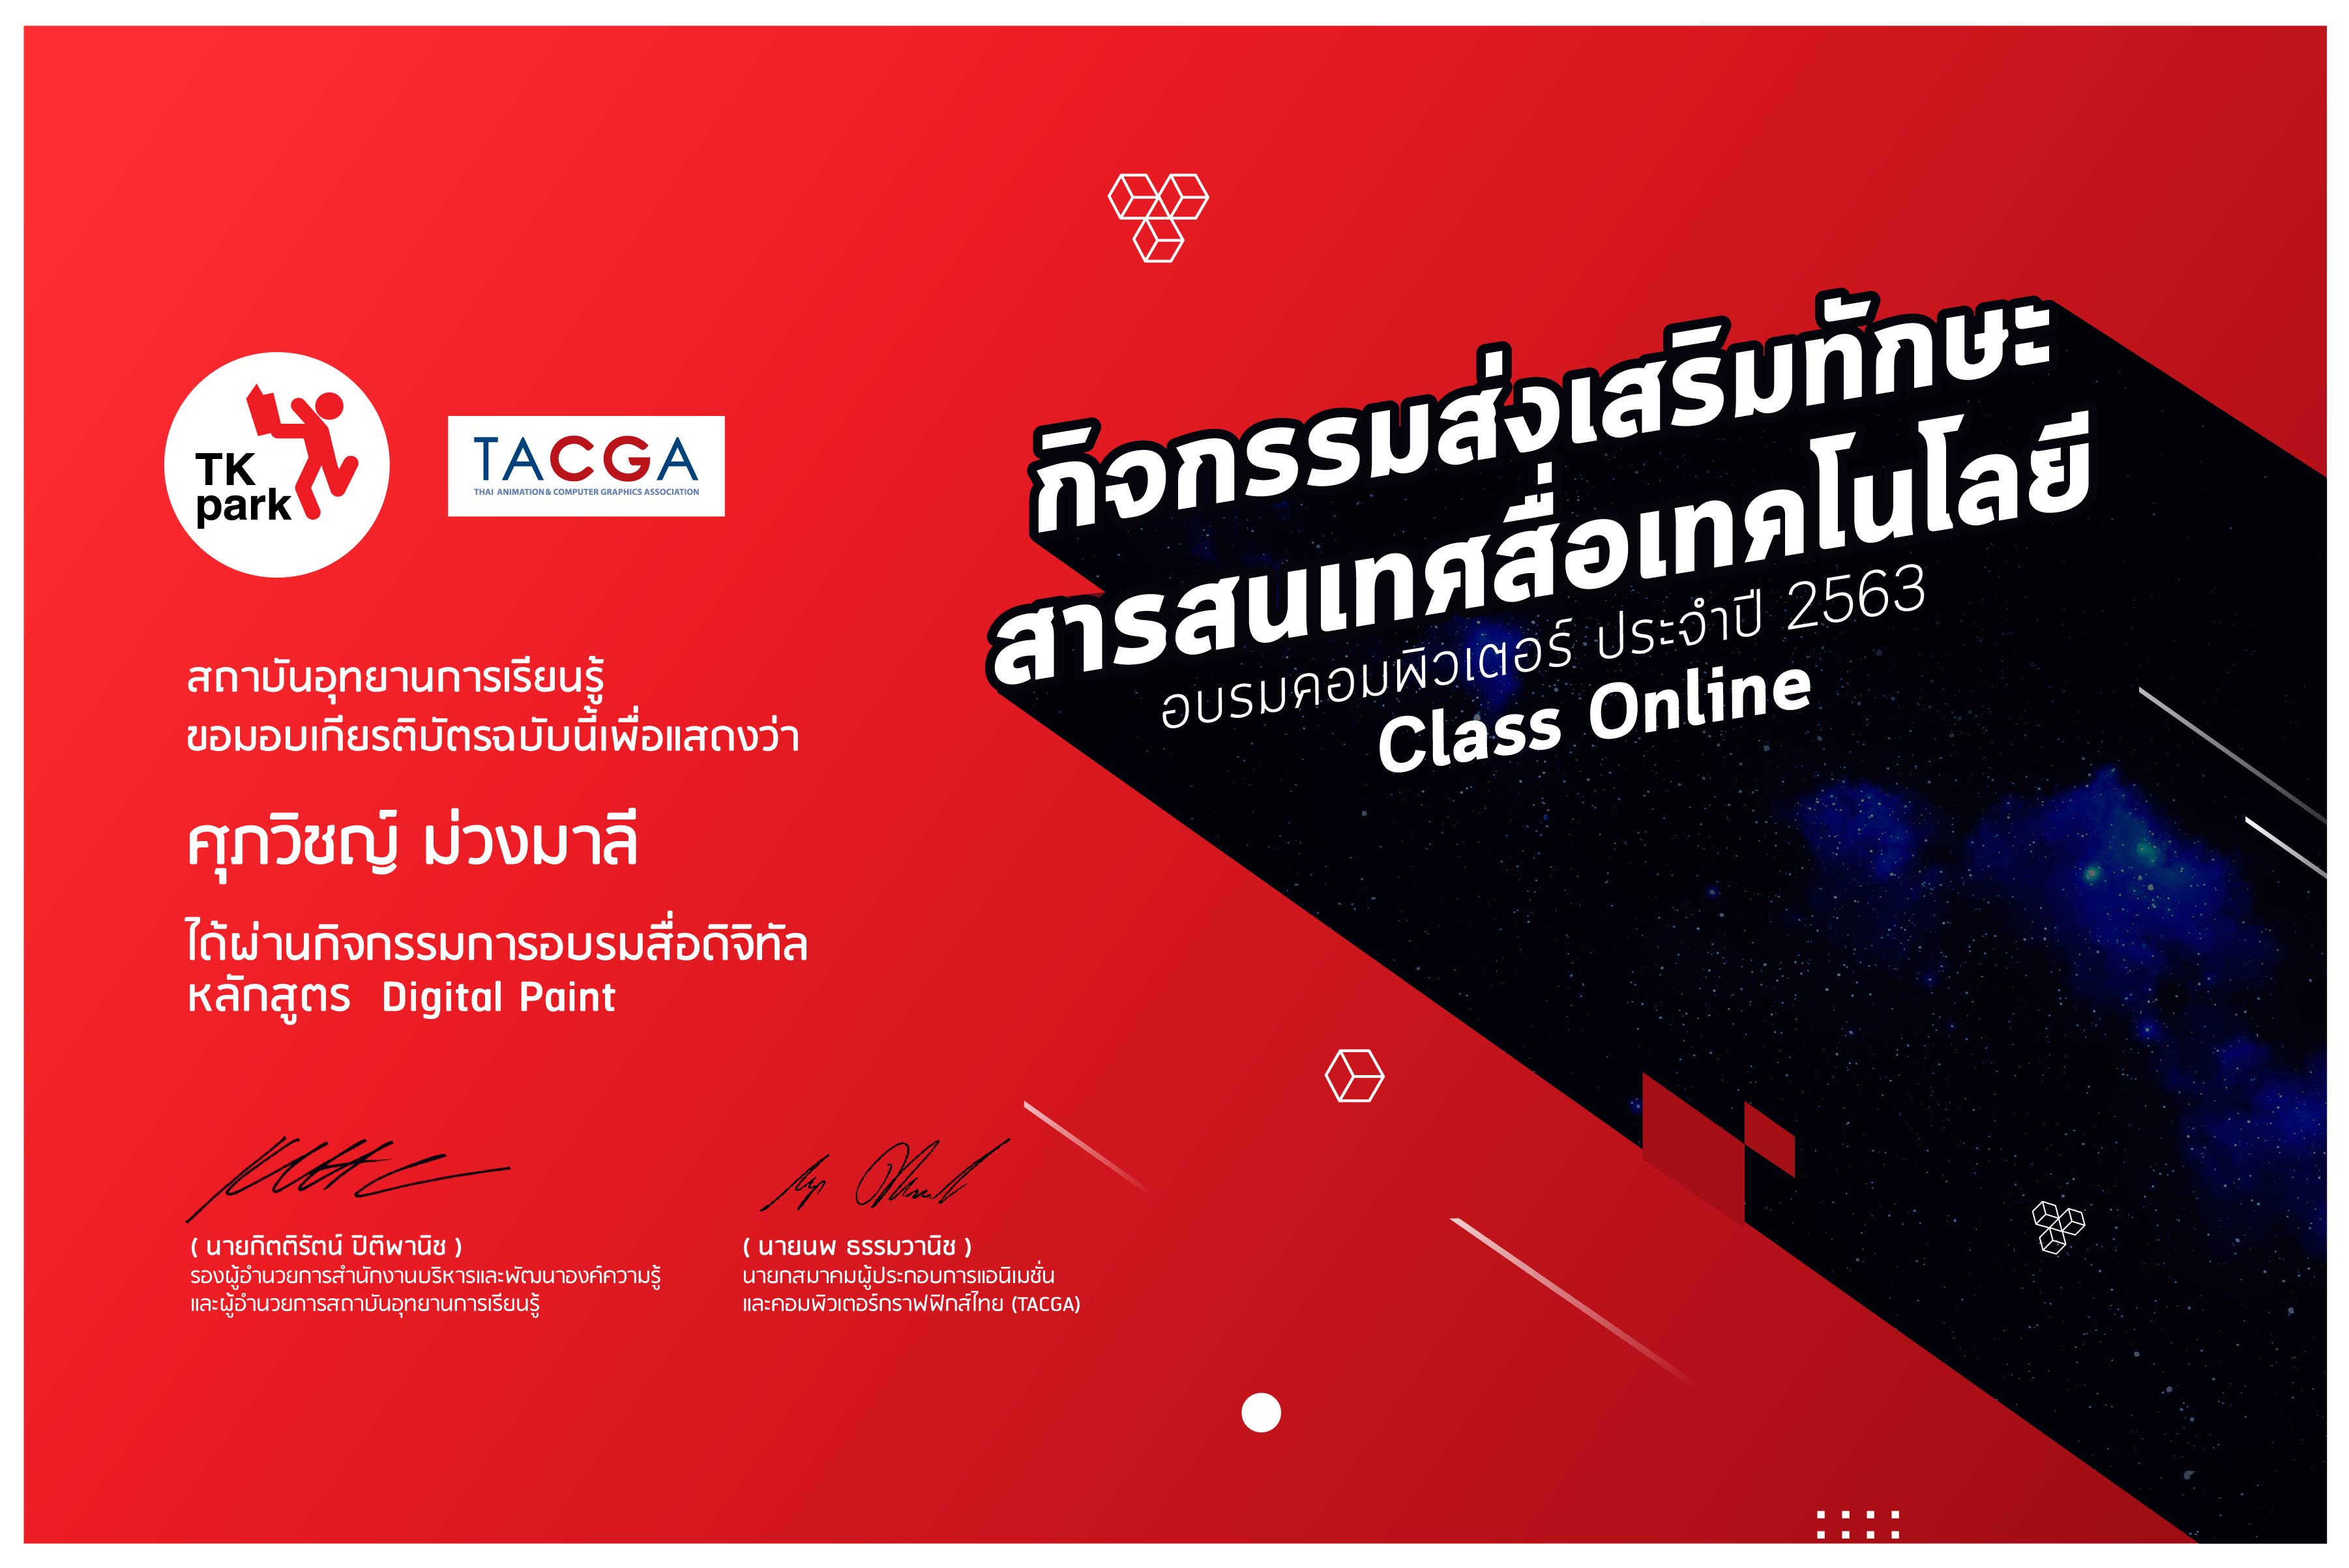 TK
park
TACGA
THAI ANIMATION & COMPUTER GRAPHICS ASSOCIATION
สถาบันอุทยานการเรียนรู้
ขอมอบเกียรติบัตรฉบับนี้เพื่อแสดงว่า
ศุภวิชญ์ ม่วงมาลี
ได้ผ่านกิจกรรมการอบรมสื่อดิจิทัล
หลักสูตร Digital Paint
( นายกิตติรัตน์ ปิติพานิช )
รองผู้อำนวยการสำนักงานบริหารและพัฒนาองค์ความรู้
และผู้อำนวยการสถาบันอุทยานการเรียนรู้
( นายนพ ธรรมวานิช )
นายกสมาคมผู้ประกอบการแอนิเมชั่น
และคอมพิวเตอร์กราฟฟิกส์ไทย (TACGA)
กิจกรรมส่งเสริมทักษะ
สารสนเทศสื่อเทคโนโลยี
อบรมคอมพิวเตอร์ ประจำปี 2563
Class Online